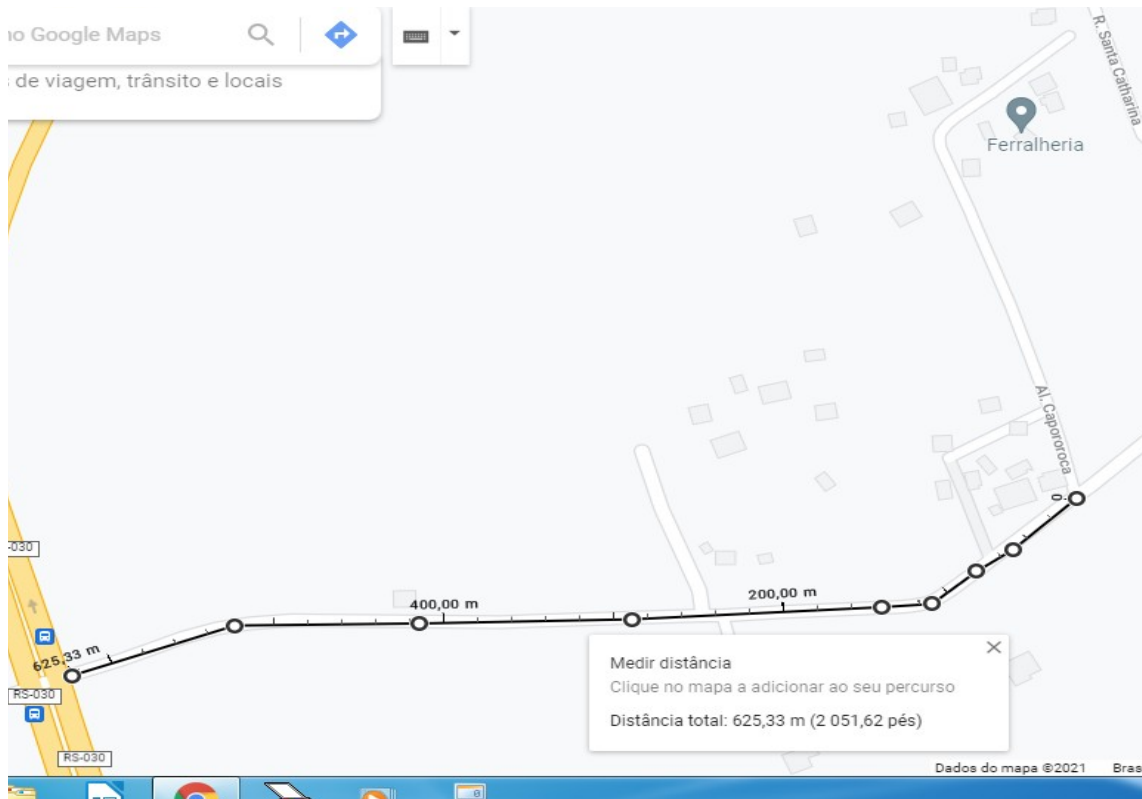 no Google Maps
s de viagem, trânsito e locais
R. Santa Catharina
Ferralheria
Al. Capororoca
0
-030
200,00 m
400,00 m
625,33 m
RS-030
RS-030
Medir distância
Clique no mapa a adicionar ao seu percurso
Distância total: 625,33 m (2 051,62 pés)
Dados do mapa ©2021 Bras